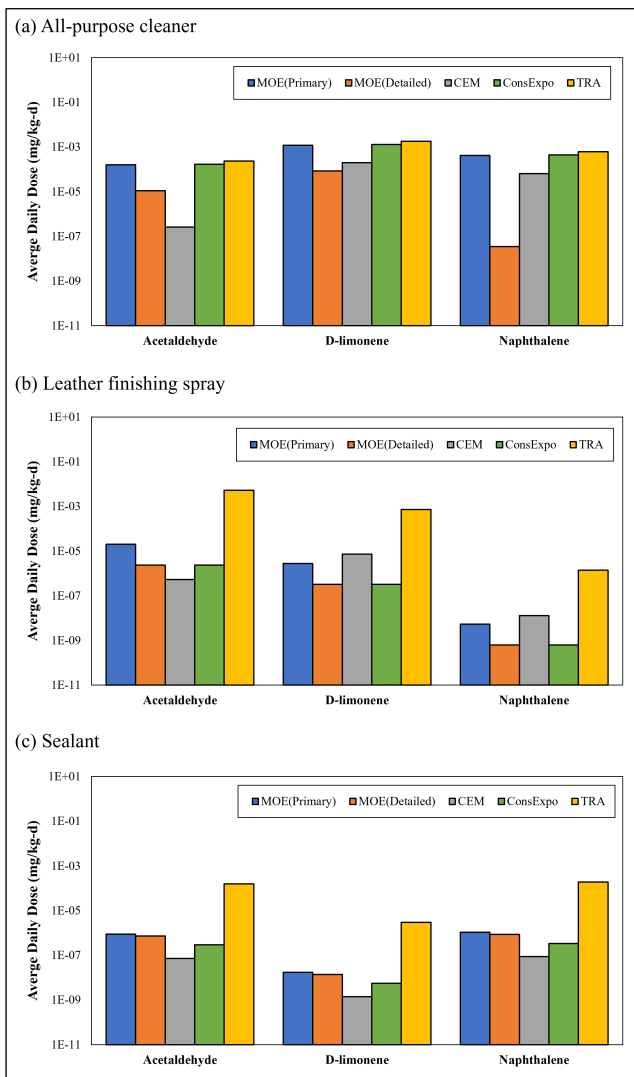 (a) All-purpose cleaner
1E+01
MOE(Primary) MOE(Detailed) CEM ConsExpo TRA
1E-01
1E-03
1E-05
1E-07
1E-09
1E-11
Averge Daily Dose (mg/kg-d)
Acetaldehyde D-limonene Naphthalene
(b) Leather finishing spray
1E+01
MOE(Primary) MOE(Detailed) CEM ConsExpo TRA
1E-01
1E-03
1E-05
1E-07
1E-09
1E-11
Averge Daily Dose (mg/kg-d)
Acetaldehyde D-limonene Naphthalene
(c) Sealant
1E+01
MOE(Primary) MOE(Detailed) CEM ConsExpo TRA
1E-01
1E-03
1E-05
1E-07
1E-09
1E-11
Averge Daily Dose (mg/kg-d)
Acetaldehyde D-limonene Naphthalene